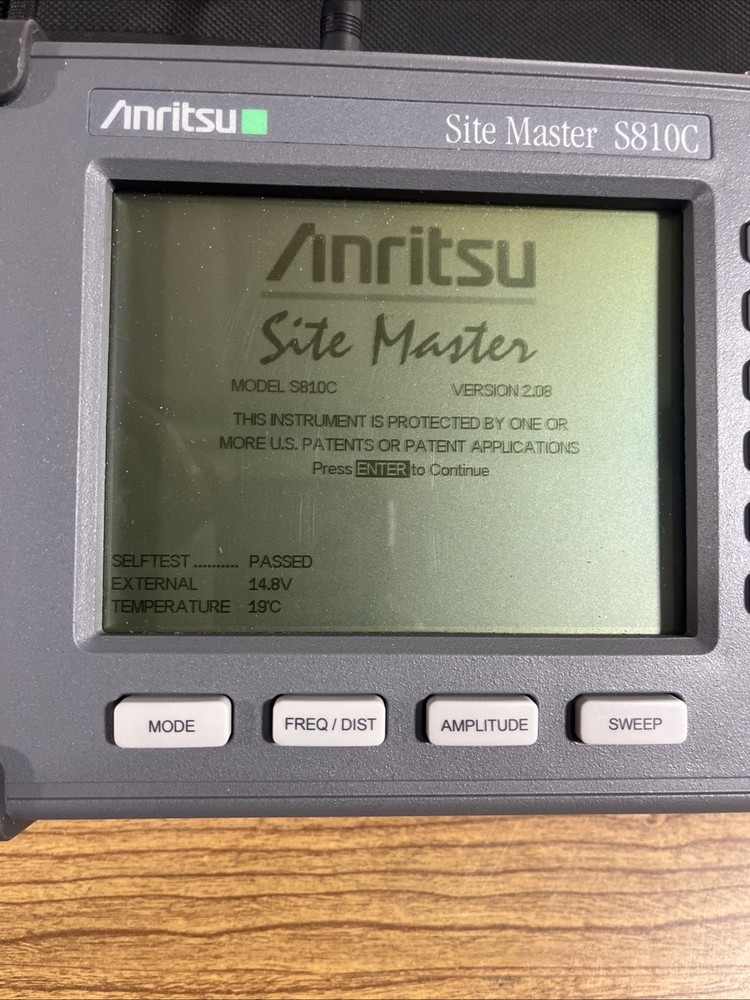 Anritsu
Site Master S810C
Anritsu
Site Master
MODEL S810C VERSION 2.08
THIS INSTRUMENT IS PROTECTED BY ONE OR
MORE U.S. PATENTS OR PATENT APPLICATIONS
Press ENTER to Continue
SELFTEST .......... PASSED
EXTERNAL 14.8V
TEMPERATURE 19°C
MODE FREQ / DIST AMPLITUDE SWEEP